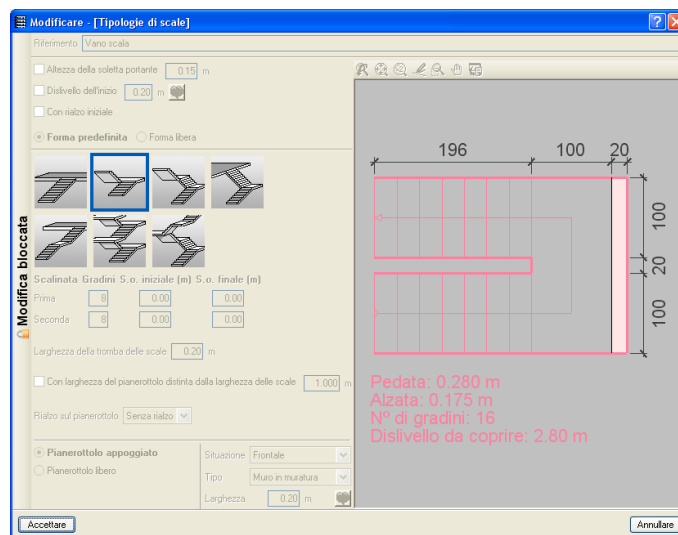 Modificare - [Tipologie di scale]
Riferimento Vano scala
Altezza della soletta portante 0.15 m
Dislivello dell'inizio 0.20 m
Con rialzo iniziale
Forma predefinita Forma libera
Modifica bloccata
Scalinata Gradini S.o. iniziale (m) S.o. finale (m)
Prima 8 0.00 0.00
Seconda 8 0.00 0.00
Larghezza della tromba delle scale 0.20 m
Con larghezza del pianerottolo distinta dalla larghezza delle scale 1.000 m
Rialzo sul pianerottolo Senza rialzo
Pianerottolo appoggiato
Pianerottolo libero
Situazione Frontale
Tipo Muro in muratura
Larghezza 0.20 m
196 100 20
100
20
100
Pedata: 0.280 m
Alzata: 0.175 m
Nº di gradini: 16
Dislivello da coprire: 2.80 m
Accettare
Annullare